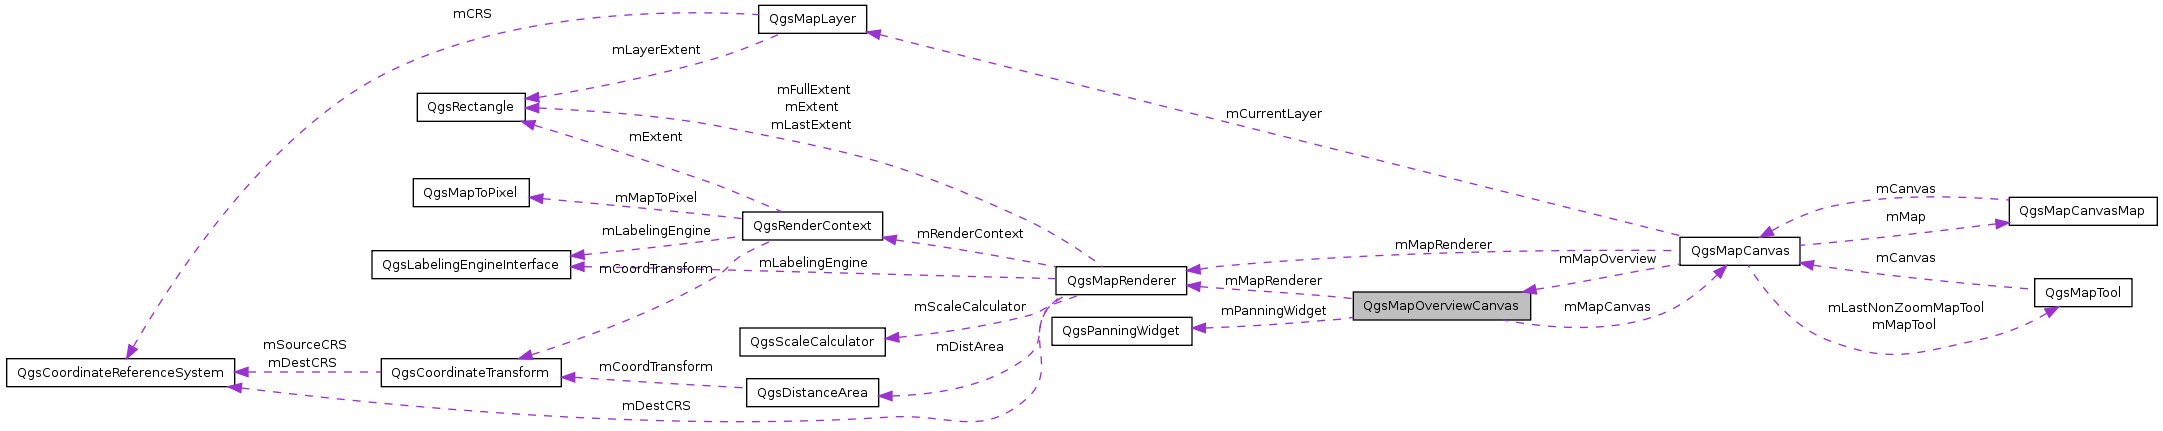 mCRS
QgsMapLayer
mLayerExtent
mFullExtent
mExtent
mLastExtent
QgsRectangle
mCurrentLayer
mExtent
QgsMapToPixel
mMapToPixel
mCanvas
QgsMapCanvasMap
mMap
QgsRenderContext
mLabelingEngine
mRenderContext
mMapRenderer
QgsMapCanvas
QgsLabelingEngineInterface
mCoordTransform
mLabelingEngine
mMapOverview
mCanvas
QgsMapRenderer
mMapRenderer
QgsMapTool
mScaleCalculator
mPanningWidget
QgsMapOverviewCanvas
mMapCanvas
mLastNonZoomMapTool
mMapTool
QgsPanningWidget
QgsScaleCalculator
mDistArea
mSourceCRS
mDestCRS
QgsCoordinateReferenceSystem
QgsCoordinateTransform
mCoordTransform
QgsDistanceArea
mDestCRS